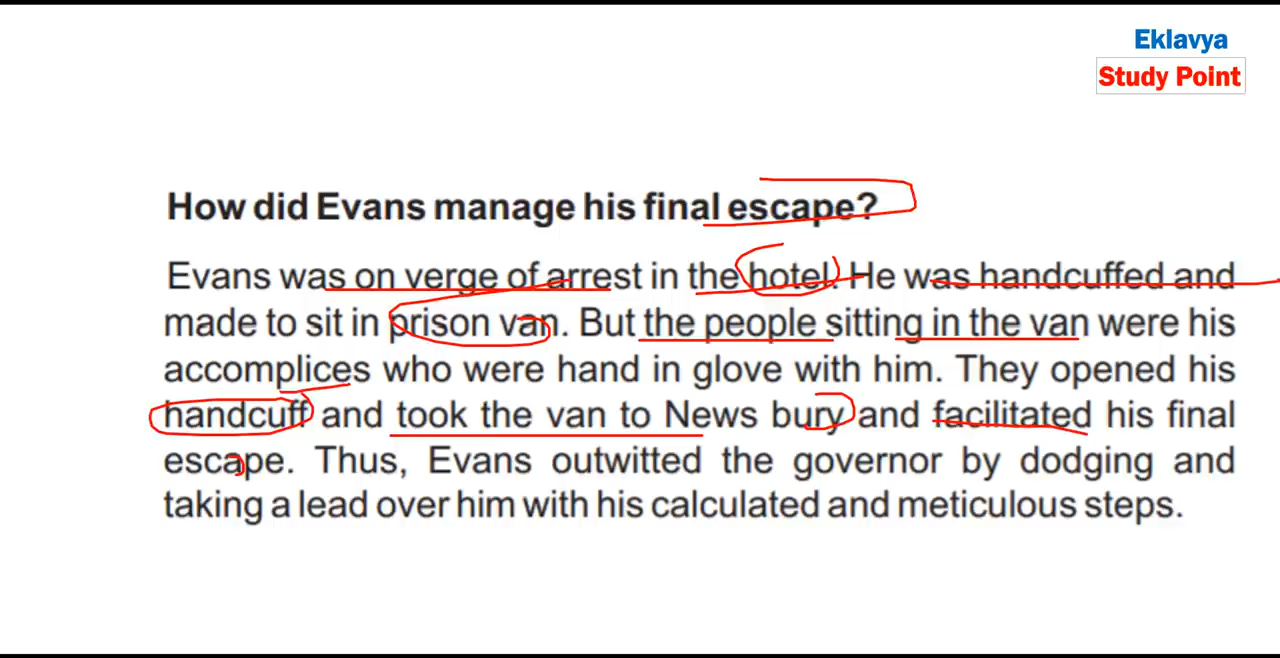 Eklavya
Study Point
How did Evans manage his final escape?
Evans was on verge of arrest in the hotel. He was handcuffed and
made to sit in prison van. But the people sitting in the van were his
accomplices who were hand in glove with him. They opened his
handcuff and took the van to News bury and facilitated his final
escape. Thus, Evans outwitted the governor by dodging and
taking a lead over him with his calculated and meticulous steps.